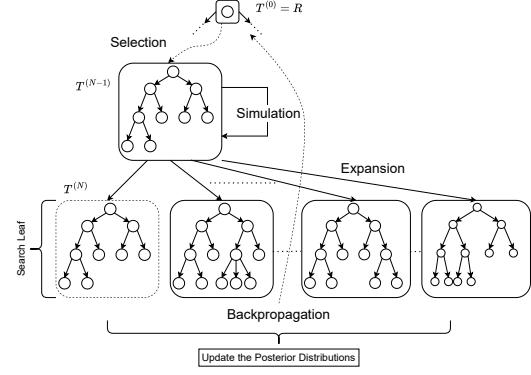 T^{(0)} = R
Selection
T^{(N-1)}
Simulation
Expansion
T^{(N)}
Search Leaf
Backpropagation
Update the Posterior Distributions